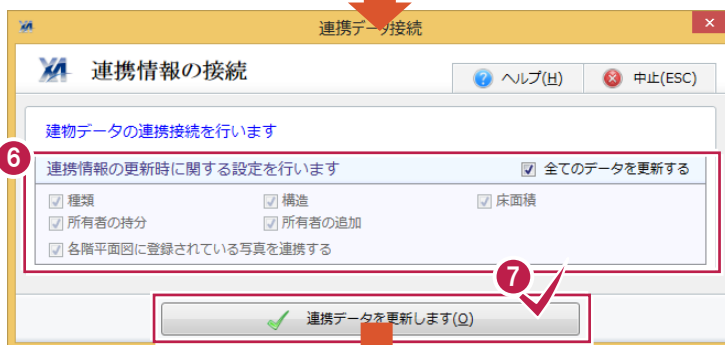 連携データ接続
連携情報の接続
ヘルプ(H)
中止(ESC)
建物データの連携接続を行います
6
連携情報の更新時に関する設定を行います
全てのデータを更新する
種類
構造
床面積
所有者の持分
所有者の追加
各階平面図に登録されている写真を連携する
7
連携データを更新します(O)